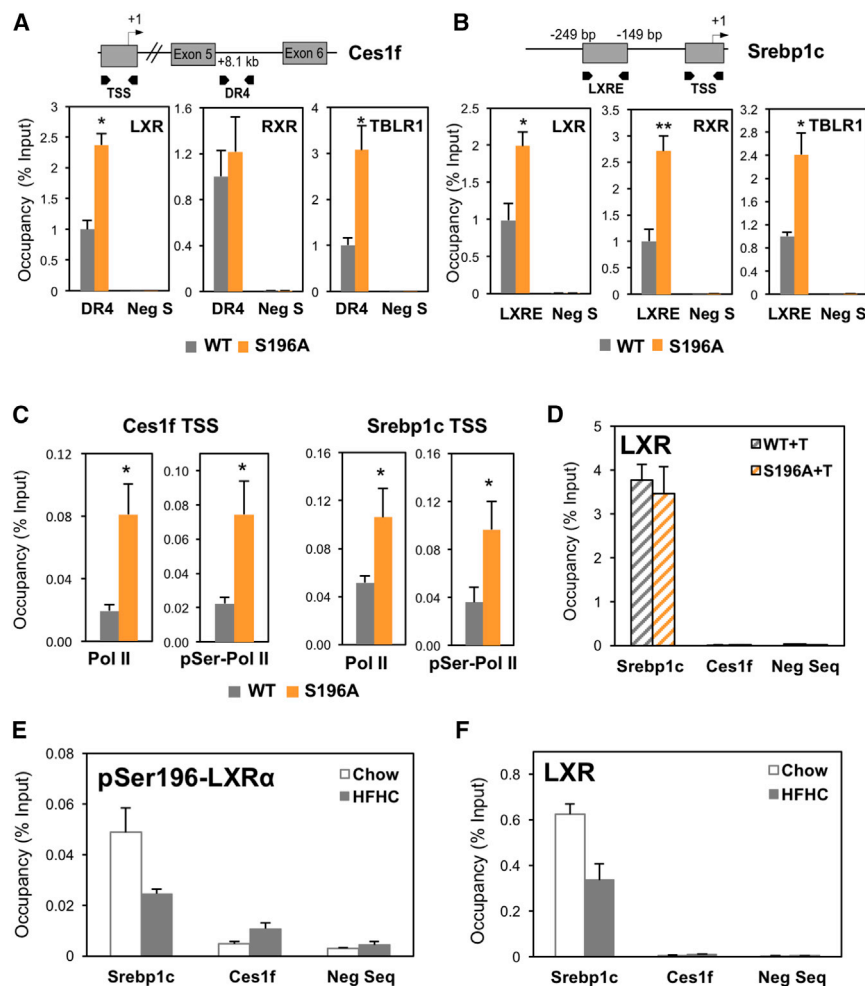 A
+1
Exon 5
Exon 6
Ces1f
+8.1 kb
TSS
DR4
Occupancy (% Input)
3
2.5
2
1.5
1
0.5
0
LXR
*
DR4 Neg S
1.6
1.2
0.8
0.4
0
RXR
DR4 Neg S
4
3
2
1
0
TBLR1
*
DR4 Neg S
WT S196A
B
-249 bp
-149 bp
+1
Srebp1c
LXRE
TSS
Occupancy (% Input)
2.5
2
1.5
1
0.5
0
LXR
*
LXRE Neg S
3.5
3.0
2.5
2.0
1.5
1.0
0.5
0
RXR
**
LXRE Neg S
3.2
2.8
2.4
2.0
1.6
1.2
0.8
0.4
0
TBLR1
*
LXRE Neg S
WT S196A
C
Ces1f TSS
Srebp1c TSS
Occupancy (% Input)
0.12
0.08
0.04
0.00
*
Pol II
0.10
0.08
0.06
0.04
0.02
0.00
*
pSer-Pol II
0.16
0.12
0.08
0.04
0.00
*
Pol II
0.16
0.12
0.08
0.04
0.00
*
pSer-Pol II
WT S196A
D
Occupancy (% Input)
5
4
3
2
1
0
LXR
WT+T
S196A+T
Srebp1c Ces1f Neg Seq
E
Occupancy (% Input)
0.08
0.06
0.04
0.02
0
pSer196-LXRα
Chow
HFHC
Srebp1c Ces1f Neg Seq
F
Occupancy (% Input)
0.8
0.6
0.4
0.2
0
LXR
Chow
HFHC
Srebp1c Ces1f Neg Seq